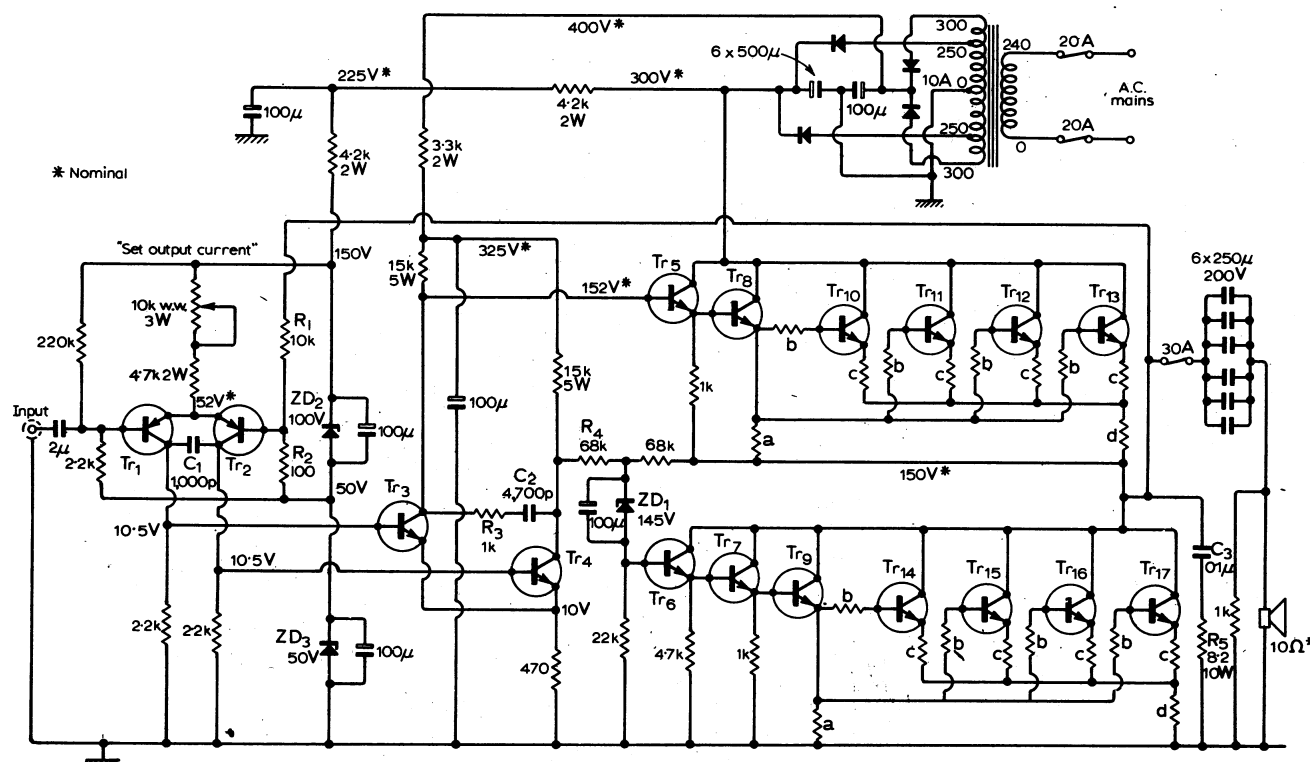 400V*
300
250
10A 0
250
300
240
0
20A
20A
A.C.
mains
6 x 500µ
100µ
225V*
300V*
4·2k
2W
100µ
4·2k
2W
3·3k
2W
* Nominal
"Set output current"
150V
325V*
15k
5W
152V*
10k w.w.
3W
220k
4·7k 2W
R1
10k
52V*
ZD2
100V
100µ
100µ
15k
5W
Input
2µ
2·2k
Tr1
C1
1,000p
Tr2
R2
100
50V
Tr3
10·5V
10·5V
R3
1k
C2
4,700p
Tr4
10V
R4
68k
68k
100µ
ZD1
145V
150V*
Tr5
Tr8
Tr10
Tr11
Tr12
Tr13
1k
b
b
b
b
c
c
c
c
a
d
6 x 250µ
200V
30A
2·2k
2·2k
ZD3
50V
100µ
470
22k
Tr6
Tr7
Tr9
Tr14
Tr15
Tr16
Tr17
4·7k
1k
b
b
b
b
c
c
c
c
a
d
C3
0·1µ
R5
8·2
10W
1k
10Ω*